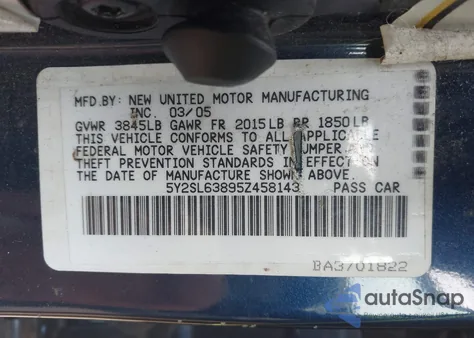 MFD.BY: NEW UNITED MOTOR MANUFACTURING
INC. 03/05
GVWR 3845LB GAWR FR 2015LB RR 1850LB
THIS VEHICLE CONFORMS TO ALL APPLICABLE
FEDERAL MOTOR VEHICLE SAFETY BUMPER, AND
THEFT PREVENTION STANDARDS IN EFFECT ON
THE DATE OF MANUFACTURE SHOWN ABOVE.
5Y2SL63895Z458143 PASS CAR
BA3701822
autoSnap